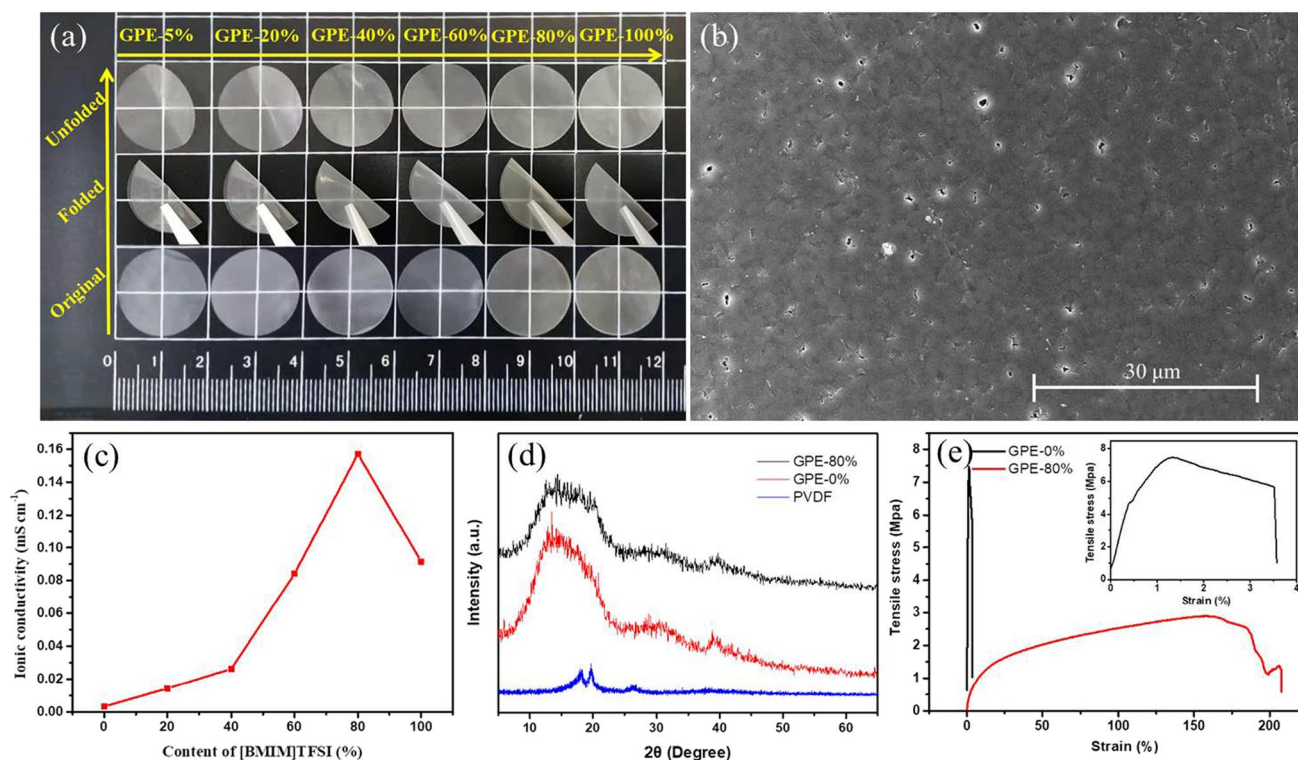 (a)
GPE-5% GPE-20% GPE-40% GPE-60% GPE-80% GPE-100%
Unfolded
Folded
Original
0 1 2 3 4 5 6 7 8 9 10 11 12
(b)
30 μm
(c)
Ionic conductivity (mS cm⁻¹)
0.16
0.14
0.12
0.10
0.08
0.06
0.04
0.02
0.00
0 20 40 60 80 100
Content of [BMIM]TFSI (%)
(d)
GPE-80%
GPE-0%
PVDF
Intensity (a.u.)
10 20 30 40 50 60
2θ (Degree)
(e)
GPE-0%
GPE-80%
Tensile stress (Mpa)
8
7
6
5
4
3
2
1
0
0 50 100 150 200
Strain (%)
Tensile stress (Mpa)
8
6
4
2
0
0 1 2 3 4
Strain (%)